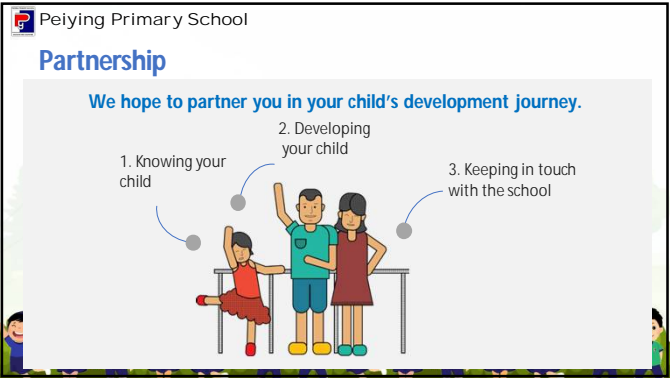 Peiying Primary School
Partnership
We hope to partner you in your child's development journey.
1. Knowing your
child
2. Developing
your child
3. Keeping in touch
with the school